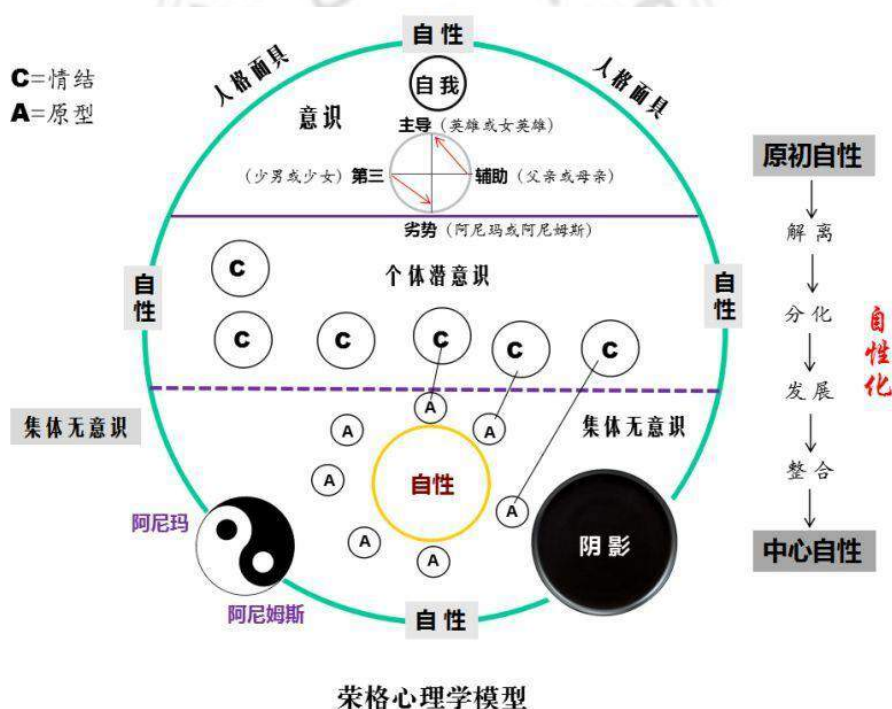 自性
人格面具
人格面具
C=情结
A=原型
自我
意识
主导（英雄或女英雄）
（少男或少女）第三
辅助（父亲或母亲）
劣势（阿尼玛或阿尼姆斯）
个体潜意识
自性
自性
C
C
C
C
C
C
集体无意识
集体无意识
A
A
A
A
A
A
A
A
自性
阿尼玛
阿尼姆斯
阴影
自性
原初自性
解离
分化
发展
整合
中心自性
自性化
荣格心理学模型